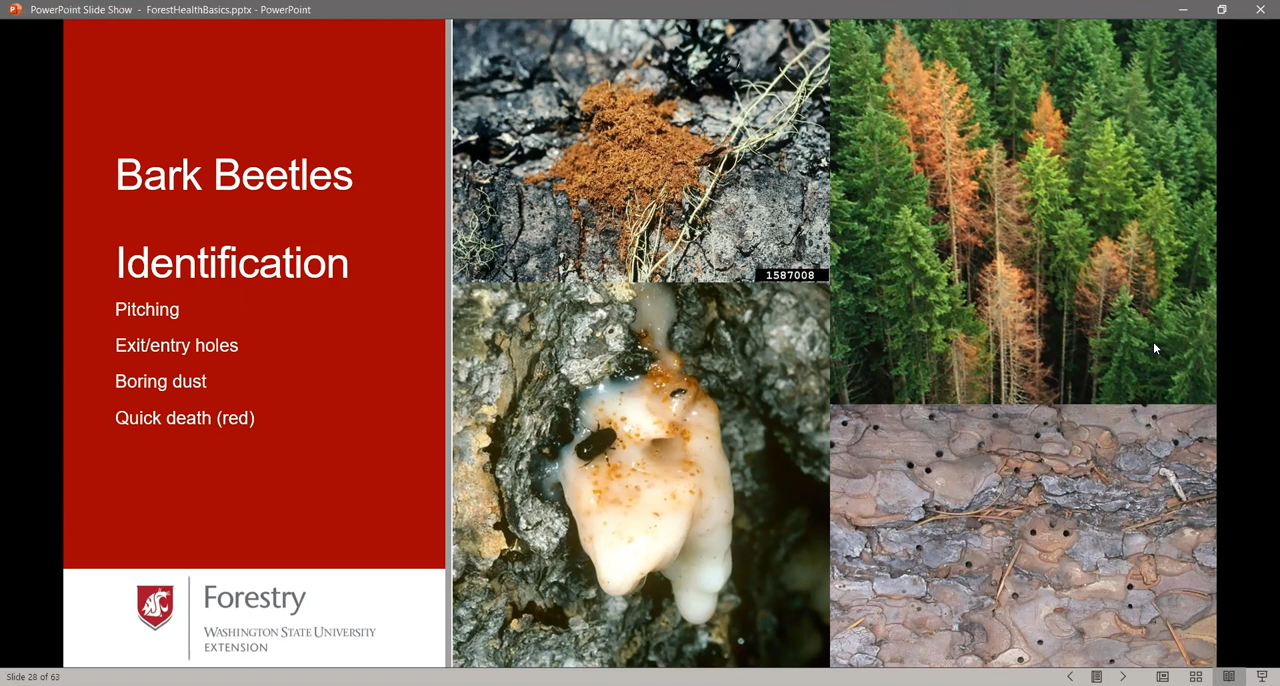 PowerPoint Slide Show - ForestHealthBasics.pptx - PowerPoint
Bark Beetles
Identification
Pitching
Exit/entry holes
Boring dust
Quick death (red)
1587008
Forestry
WASHINGTON STATE UNIVERSITY
EXTENSION
Slide 28 of 63